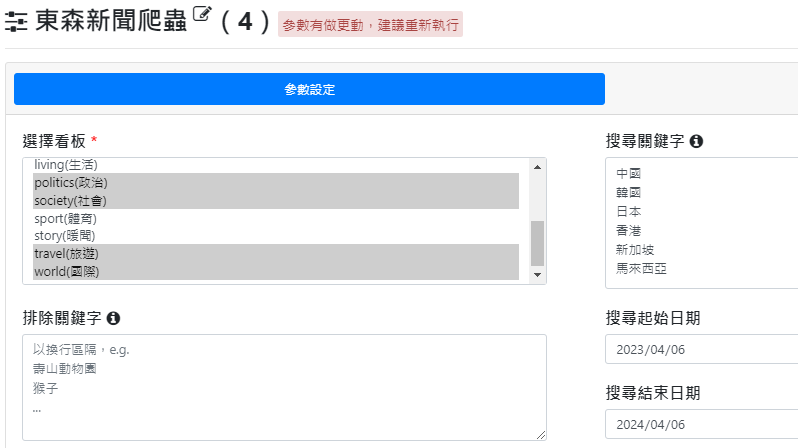 東森新聞爬蟲 ( 4 ) 參數有做更動，建議重新執行
參數設定
選擇看板 *
living(生活)
politics(政治)
society(社會)
sport(體育)
story(暖聞)
travel(旅遊)
world(國際)
搜尋關鍵字
中國
韓國
日本
香港
新加坡
馬來西亞
排除關鍵字
以換行區隔，e.g.
壽山動物園
猴子
...
搜尋起始日期
2023/04/06
搜尋結束日期
2024/04/06